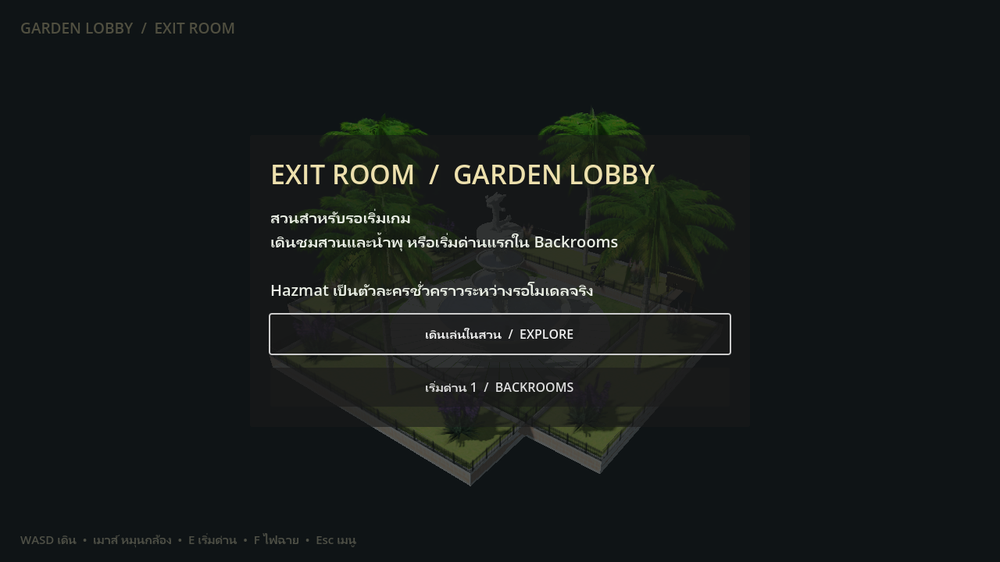 GARDEN LOBBY / EXIT ROOM
EXIT ROOM / GARDEN LOBBY
สวนสำหรับรอเริ่มเกม
เดินชมสวนและน้ำพุ หรือเริ่มด่านแรกใน Backrooms
Hazmat เป็นตัวละครชั่วคราวระหว่างรอโมเดลจริง
เดินเล่นในสวน / EXPLORE
เริ่มด่าน 1 / BACKROOMS
WASD เดิน • เมาส์ หมุนกล้อง • E เริ่มด่าน • F ไฟฉาย • Esc เมนู